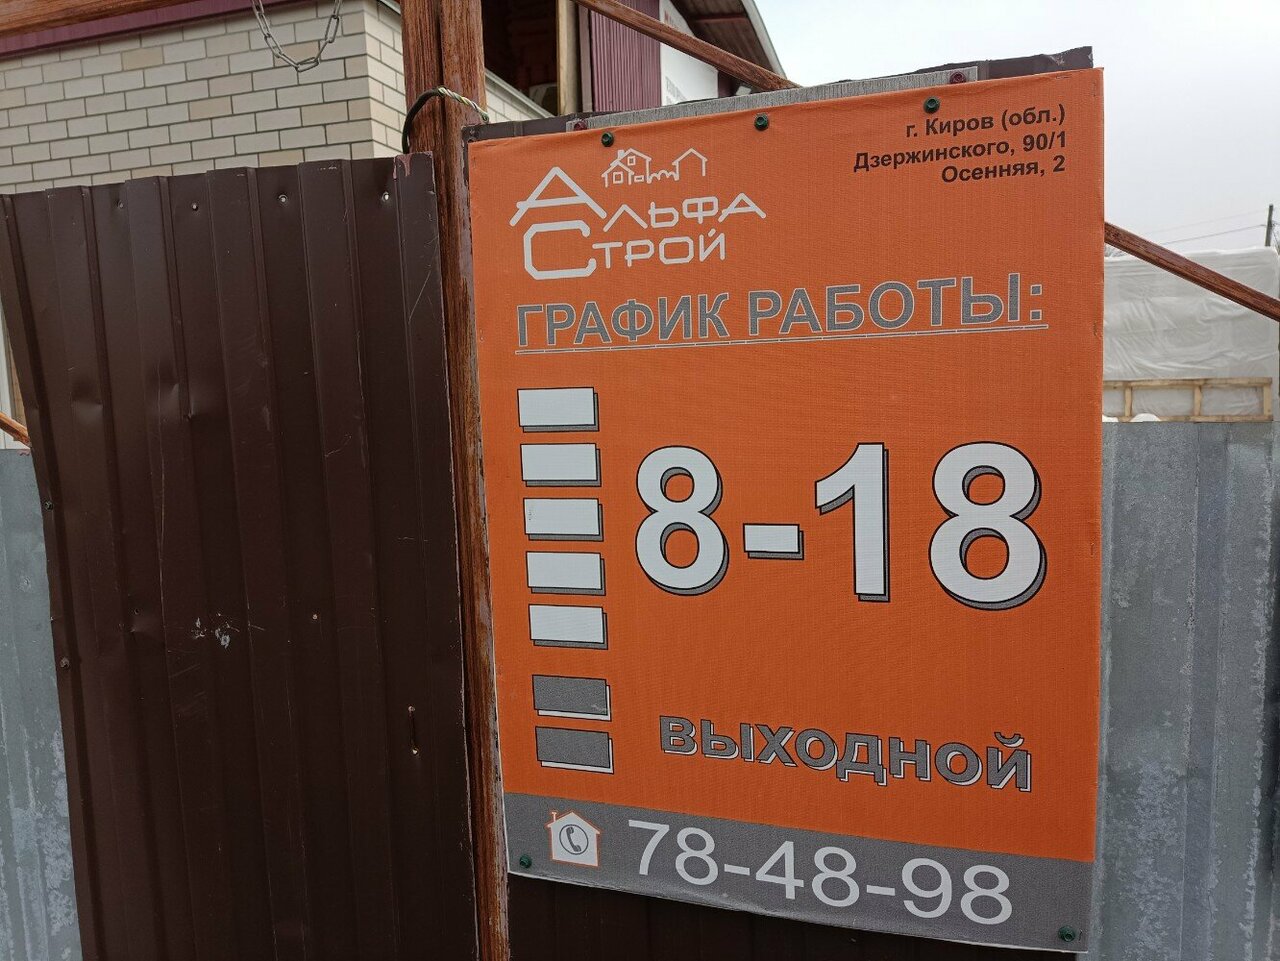 г. Киров (обл.)
Дзержинского, 90/1
Осенняя, 2
АЛЬФА
СТРОЙ
ГРАФИК РАБОТЫ:
8-18
ВЫХОДНОЙ
78-48-98